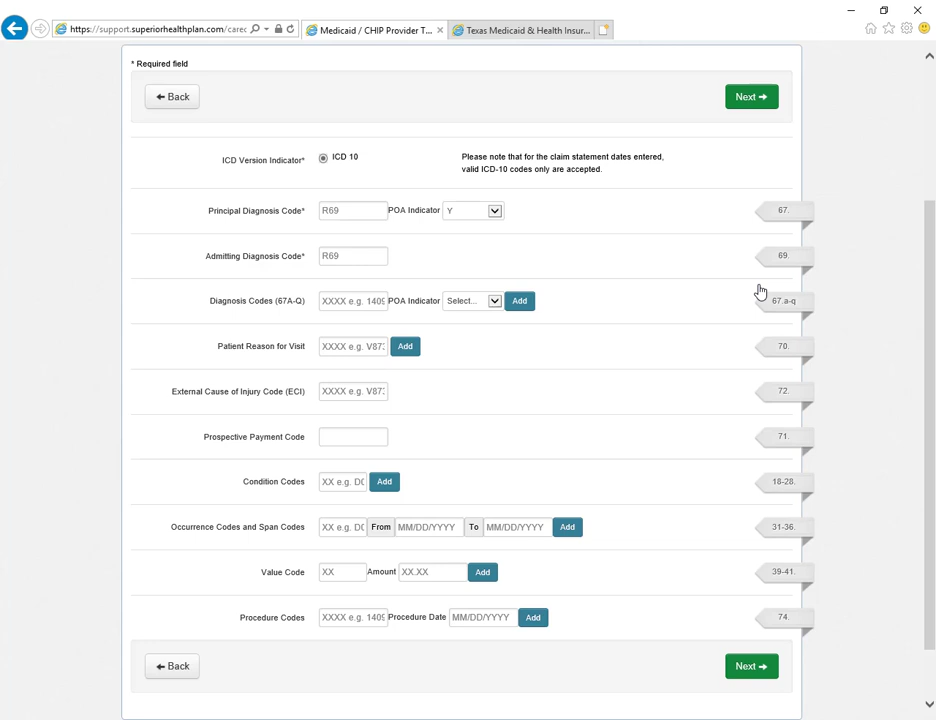 https://support.superiorhealthplan.com/carec
Medicaid / CHIP Provider T...
Texas Medicaid & Health Insur...
* Required field
Back
Next
ICD Version Indicator*
ICD 10
Please note that for the claim statement dates entered,
valid ICD-10 codes only are accepted.
Principal Diagnosis Code* R69 POA Indicator Y 67.
Admitting Diagnosis Code* R69 69.
Diagnosis Codes (67A-Q) XXXX e.g. 1409 POA Indicator Select... Add 67.a-q
Patient Reason for Visit XXXX e.g. V87: Add 70.
External Cause of Injury Code (ECI) XXXX e.g. V87: 72.
Prospective Payment Code 71.
Condition Codes XX e.g. D( Add 18-28.
Occurrence Codes and Span Codes XX e.g. D( From MM/DD/YYYY To MM/DD/YYYY Add 31-36.
Value Code XX Amount XX.XX Add 39-41.
Procedure Codes XXXX e.g. 1409 Procedure Date MM/DD/YYYY Add 74.
Back
Next